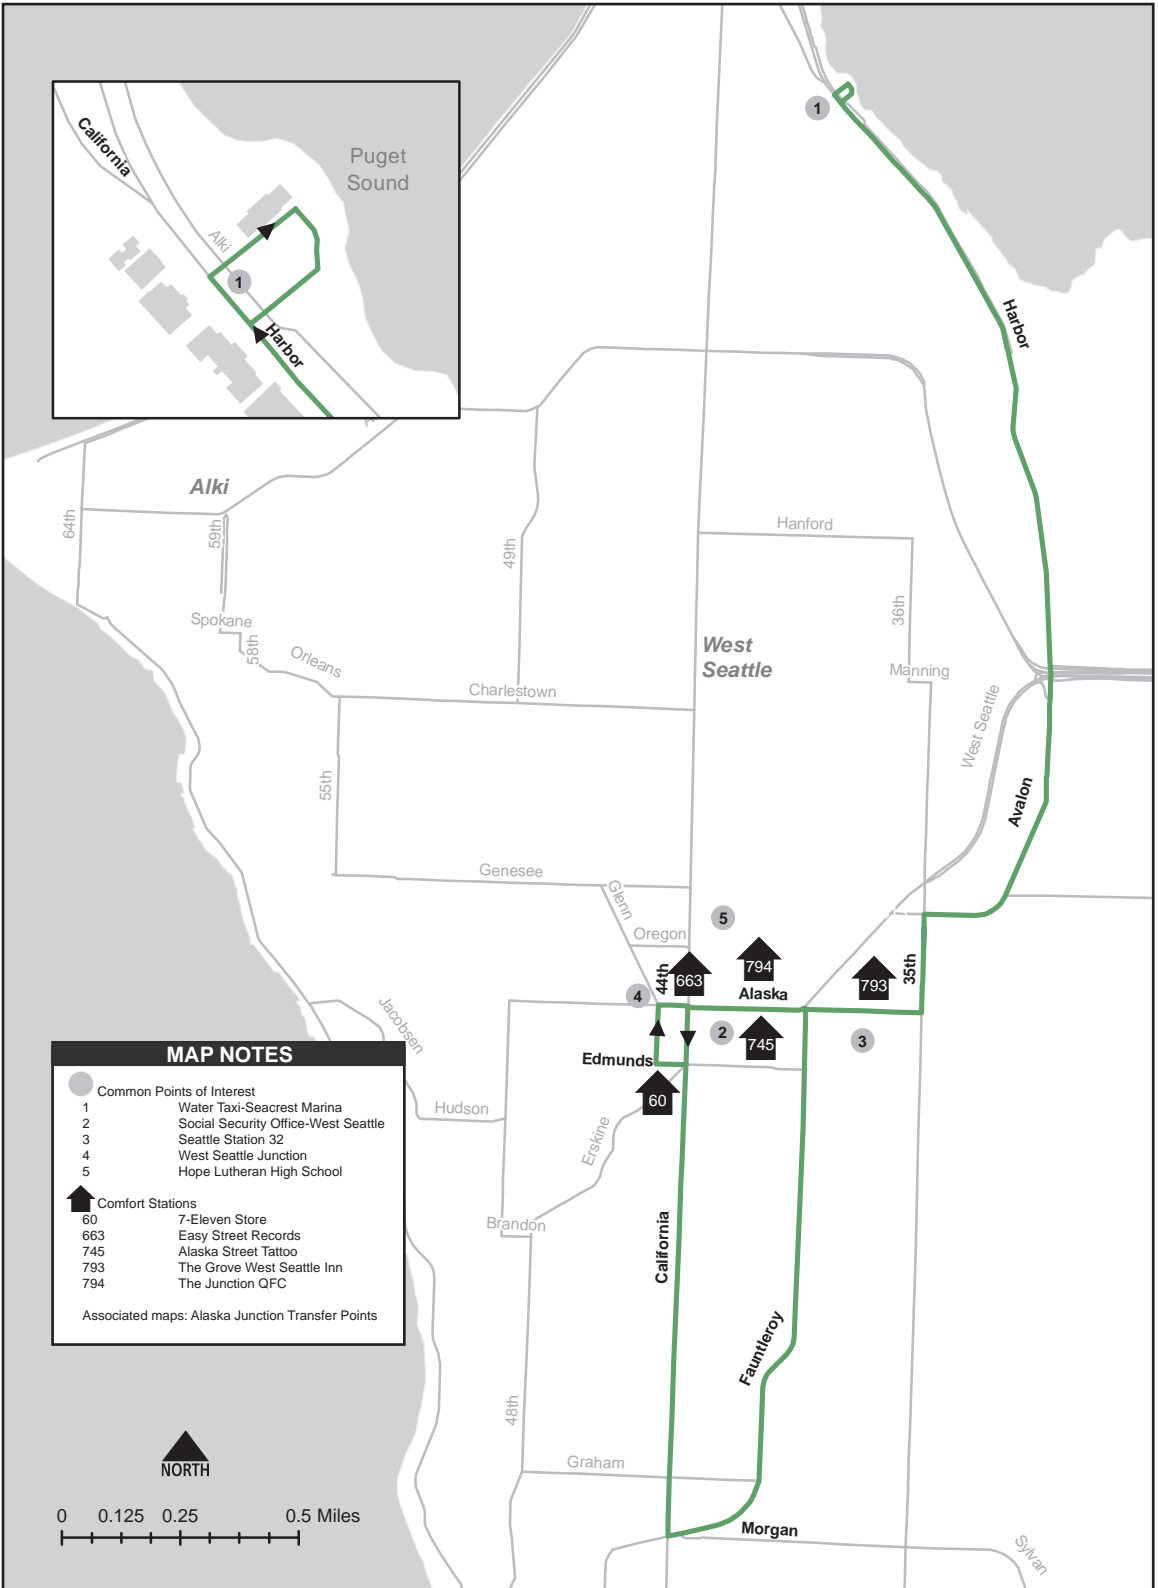 1
California
Puget
Sound
Alki
1
Harbor
Harbor
A
Alki
64th
59th
49th
Hanford
36th
Spokane
58th
Orleans
West
Seattle
Manning
Charlestown
West Seattle
55th
Avalon
Genesee
Glenn
5
Oregon
44th
663
794
793
35th
4
Alaska
Jacobsen
2
745
3
Edmunds
60
Hudson
Erskine
Brandon
California
Fauntleroy
48th
Graham
Morgan
Sylvan
MAP NOTES
Common Points of Interest
1 Water Taxi-Seacrest Marina
2 Social Security Office-West Seattle
3 Seattle Station 32
4 West Seattle Junction
5 Hope Lutheran High School
Comfort Stations
60 7-Eleven Store
663 Easy Street Records
745 Alaska Street Tattoo
793 The Grove West Seattle Inn
794 The Junction QFC
Associated maps: Alaska Junction Transfer Points
NORTH
0 0.125 0.25 0.5 Miles